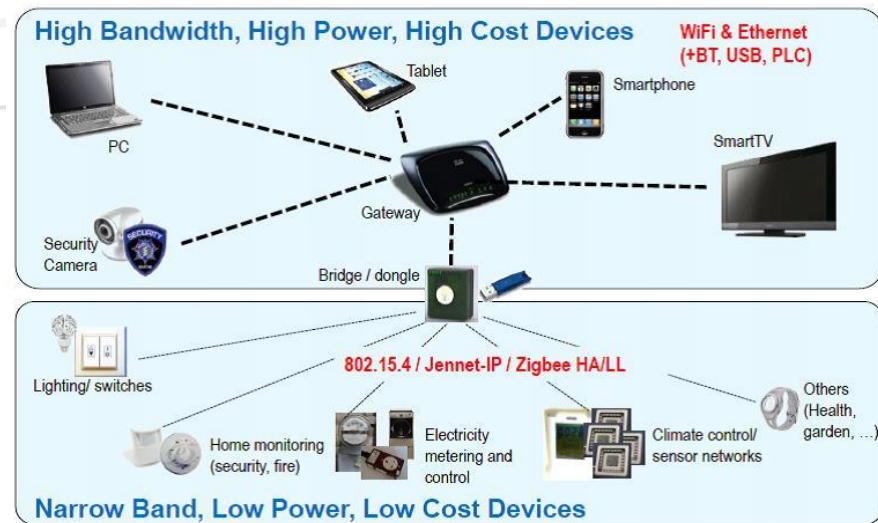 High Bandwidth, High Power, High Cost Devices
WiFi & Ethernet
(+BT, USB, PLC)
Tablet
Smartphone
PC
SmartTV
Gateway
SECURITY
Security
Camera
Bridge / dongle
802.15.4 / Jennet-IP / Zigbee HA/LL
Lighting/ switches
Others
(Health,
garden, …)
Home monitoring
(security, fire)
Electricity
metering and
control
Climate control/
sensor networks
Narrow Band, Low Power, Low Cost Devices